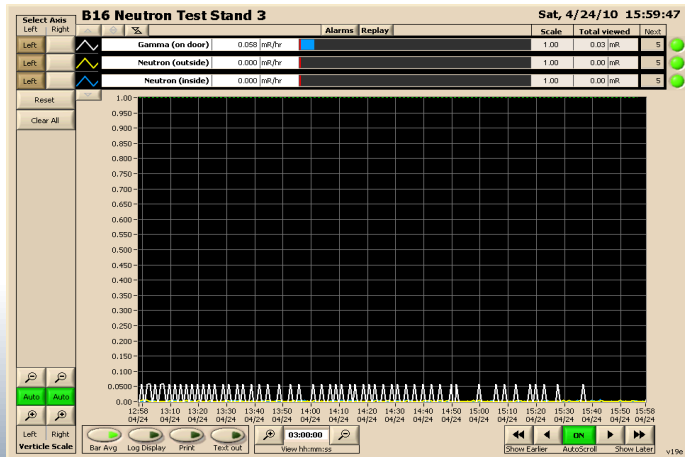 Select Axis
Left Right
B16 Neutron Test Stand 3
Sat, 4/24/10 15:59:47
Alarms Replay
Scale Total viewed Next
Left
Gamma (on door) 0.058 mR/hr 1.00 0.03 mR 5
Left
Neutron (outside) 0.000 mR/hr 1.00 0.00 mR 5
Left
Neutron (inside) 0.000 mR/hr 1.00 0.00 mR 5
Reset
Clear All
1.00
0.950
0.900
0.850
0.800
0.750
0.700
0.650
0.600
0.550
0.500
0.450
0.400
0.350
0.300
0.250
0.200
0.150
0.100
0.0500
0.00
12:58 13:10 13:20 13:30 13:40 13:50 14:00 14:10 14:20 14:30 14:40 14:50 15:00 15:10 15:20 15:30 15:40 15:50 15:58
04/24 04/24 04/24 04/24 04/24 04/24 04/24 04/24 04/24 04/24 04/24 04/24 04/24 04/24 04/24 04/24 04/24 04/24 04/24
Auto Auto
Left Right
Verticle Scale
Bar Avg Log Display Print Text out
03:00:00
View hh:mm:ss
ON
Show Earlier AutoScroll Show Later
v19e